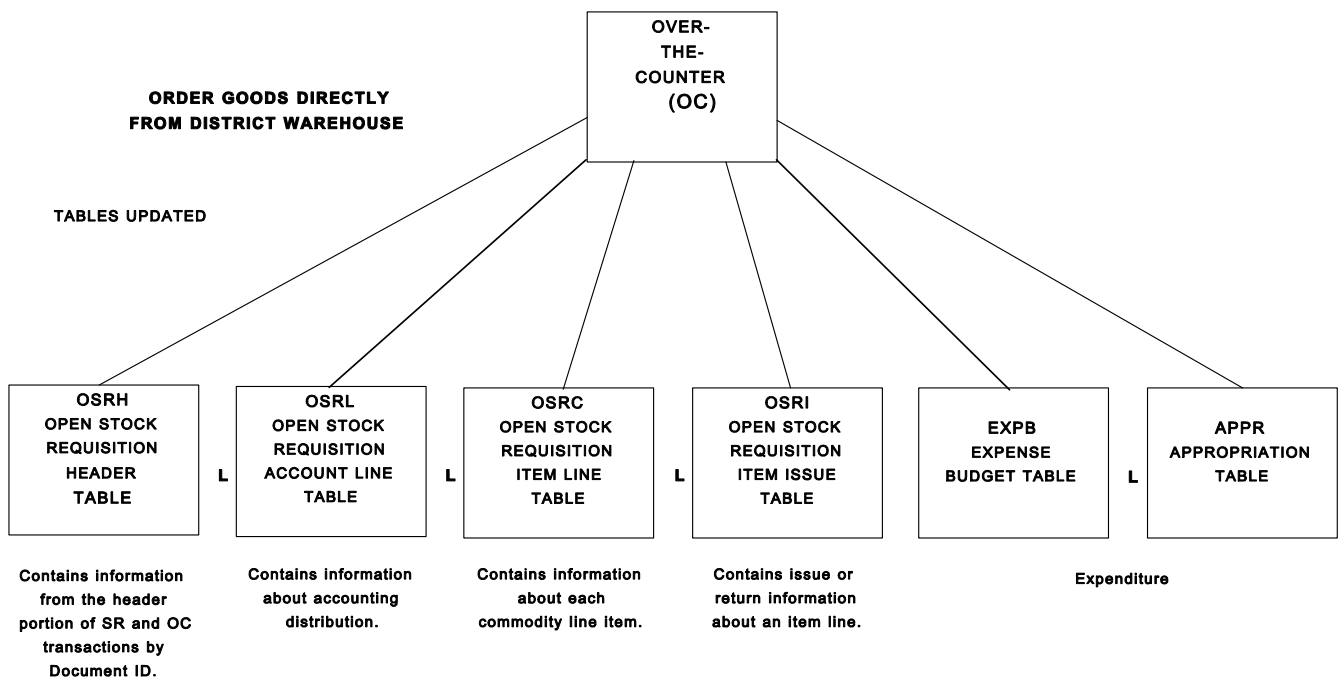 OVER-
THE-
COUNTER
(OC)
ORDER GOODS DIRECTLY
FROM DISTRICT WAREHOUSE
TABLES UPDATED
OSRH
OPEN STOCK
REQUISITION
HEADER
TABLE
L
OSRL
OPEN STOCK
REQUISITION
ACCOUNT LINE
TABLE
L
OSRC
OPEN STOCK
REQUISITION
ITEM LINE
TABLE
L
OSRI
OPEN STOCK
REQUISITION
ITEM ISSUE
TABLE
EXPB
EXPENSE
BUDGET TABLE
L
APPR
APPROPRIATION
TABLE
Contains information
from the header
portion of SR and OC
transactions by
Document ID.
Contains information
about accounting
distribution.
Contains information
about each
commodity line item.
Contains issue or
return information
about an item line.
Expenditure